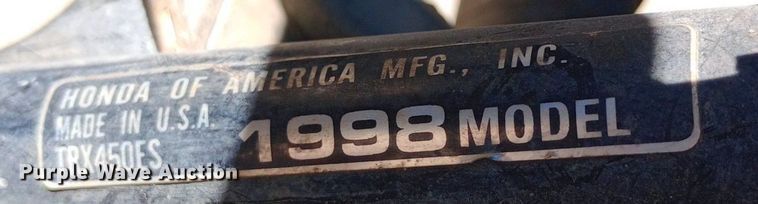 HONDA OF AMERICA MFG., INC.
MADE IN U.S.A.
TRX450ES 1998 MODEL
Purple Wave Auction